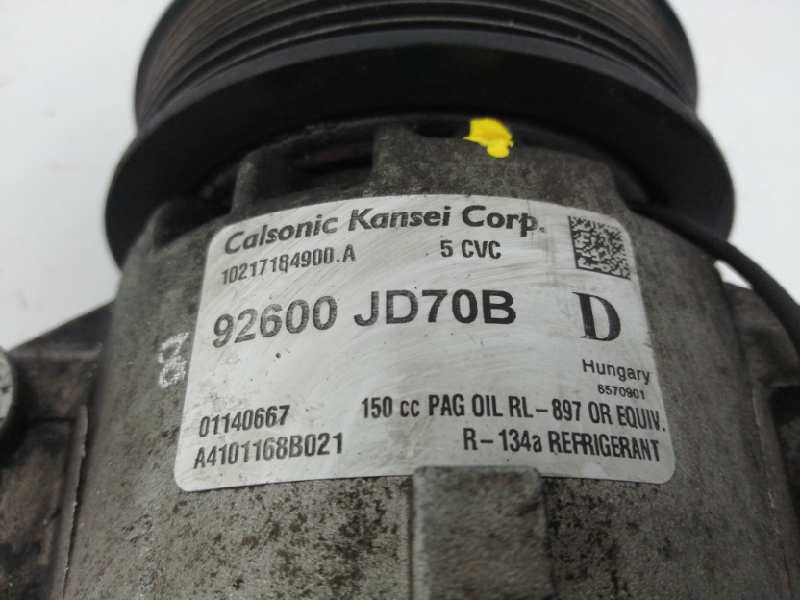 Calsonic Kansei Corp.
10217184900.A 5 CVC
92600 JD70B D
Hungary
6570901
01140667 150 cc PAG OIL RL-897 OR EQUIV.
A4101168B021 R-134a REFRIGERANT